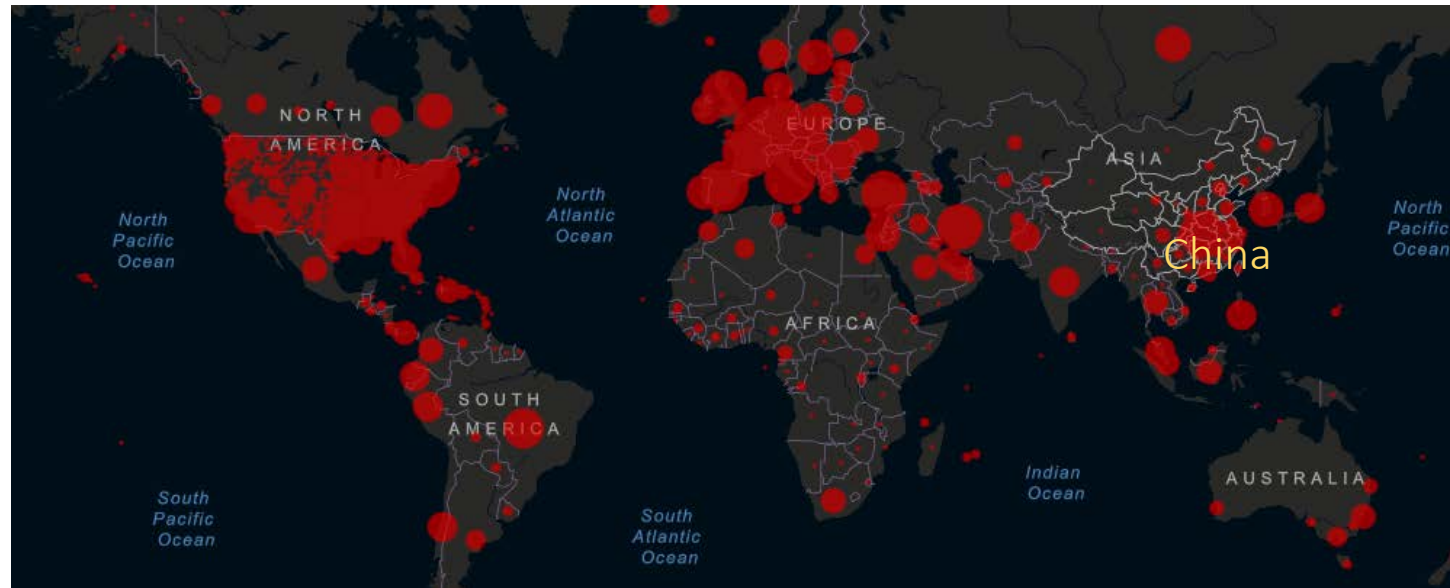 NORTH
AMERICA
EUROPE
ASIA
North
Pacific
Ocean
North
Atlantic
Ocean
North
Pacific
Ocean
China
AFRICA
SOUTH
AMERICA
Indian
Ocean
AUSTRALIA
South
Pacific
Ocean
South
Atlantic
Ocean